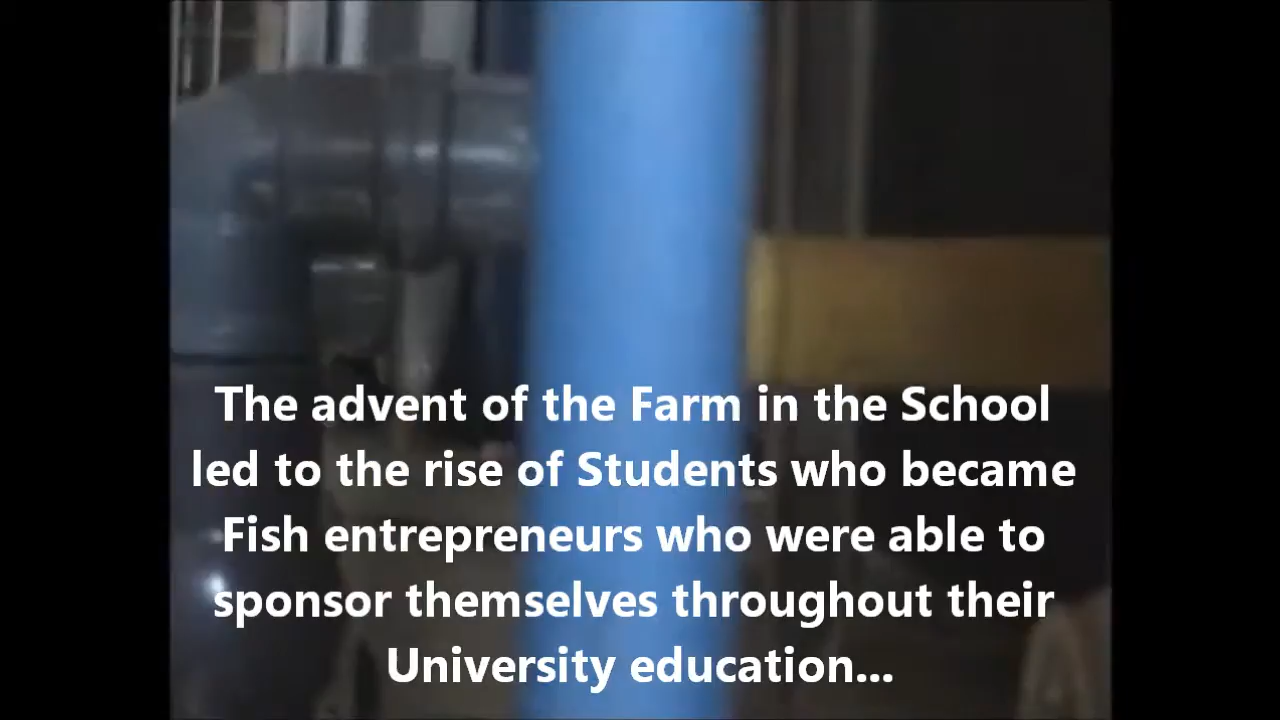 The advent of the Farm in the School
led to the rise of Students who became
Fish entrepreneurs who were able to
sponsor themselves throughout their
University education...